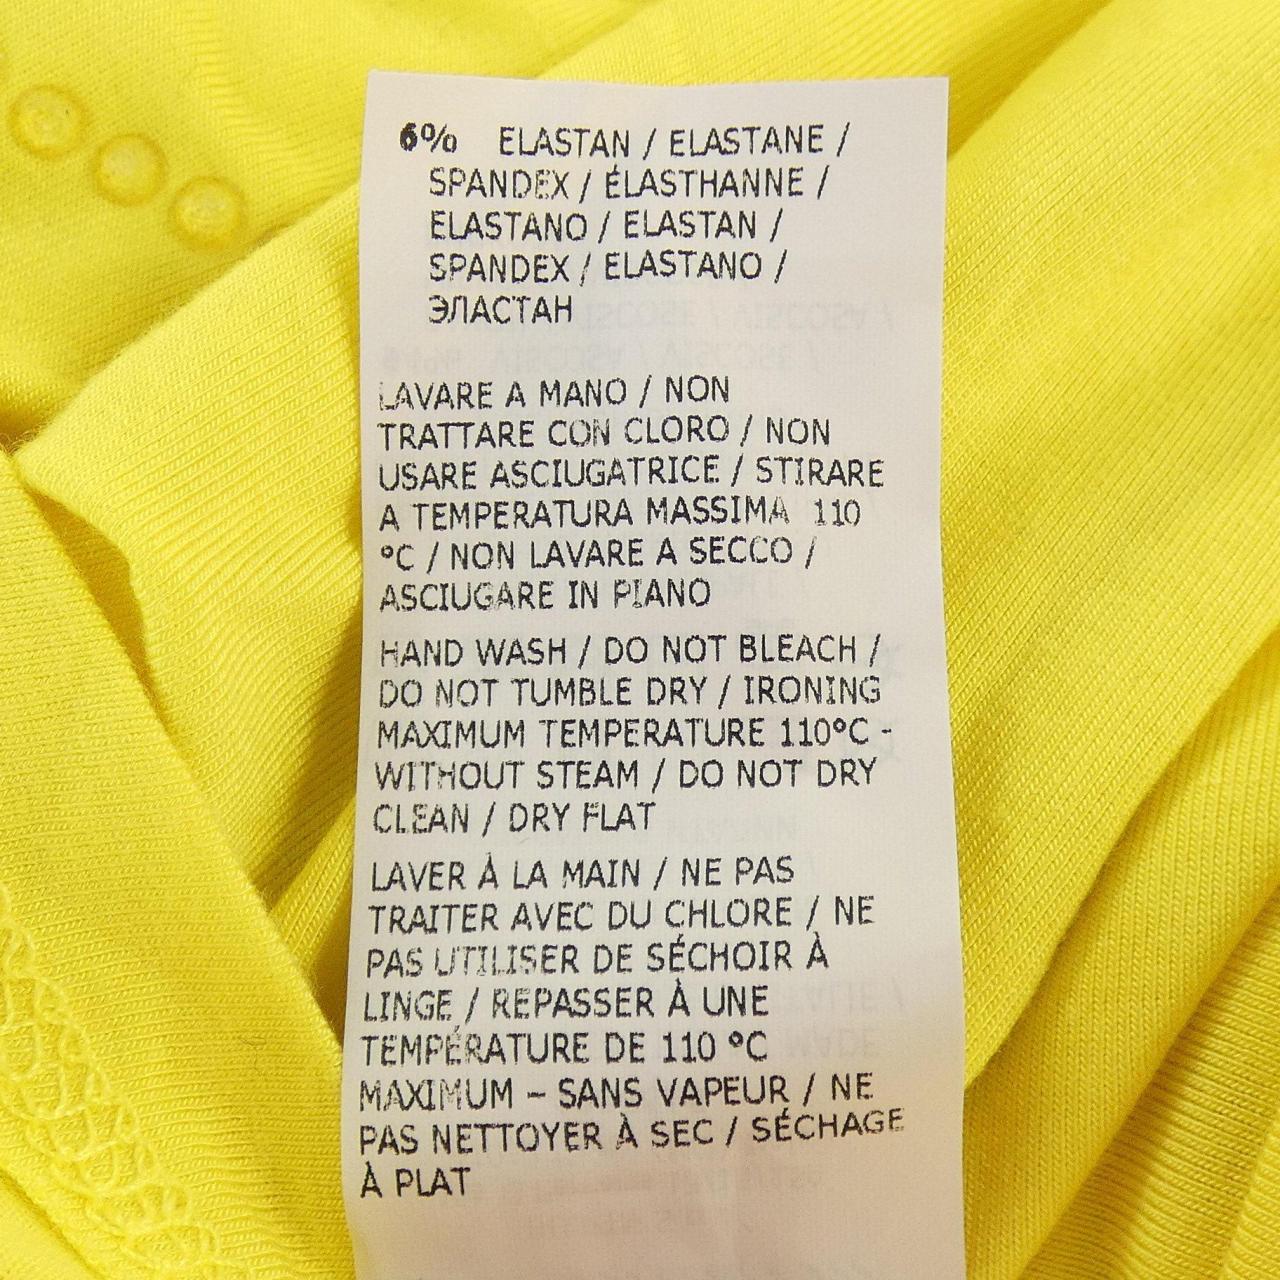 6% ELASTAN / ELASTANE /
SPANDEX / ÉLASTHANNE /
ELASTANO / ELASTAN /
SPANDEX / ELASTANO /
ЭЛАСТАН
LAVARE A MANO / NON
TRATTARE CON CLORO / NON
USARE ASCIUGATRICE / STIRARE
A TEMPERATURA MASSIMA 110
°C / NON LAVARE A SECCO /
ASCIUGARE IN PIANO
HAND WASH / DO NOT BLEACH /
DO NOT TUMBLE DRY / IRONING
MAXIMUM TEMPERATURE 110°C -
WITHOUT STEAM / DO NOT DRY
CLEAN / DRY FLAT
LAVER À LA MAIN / NE PAS
TRAITER AVEC DU CHLORE / NE
PAS UTILISER DE SÉCHOIR À
LINGE / REPASSER À UNE
TEMPÉRATURE DE 110 °C
MAXIMUM – SANS VAPEUR / NE
PAS NETTOYER À SEC / SÉCHAGE
À PLAT